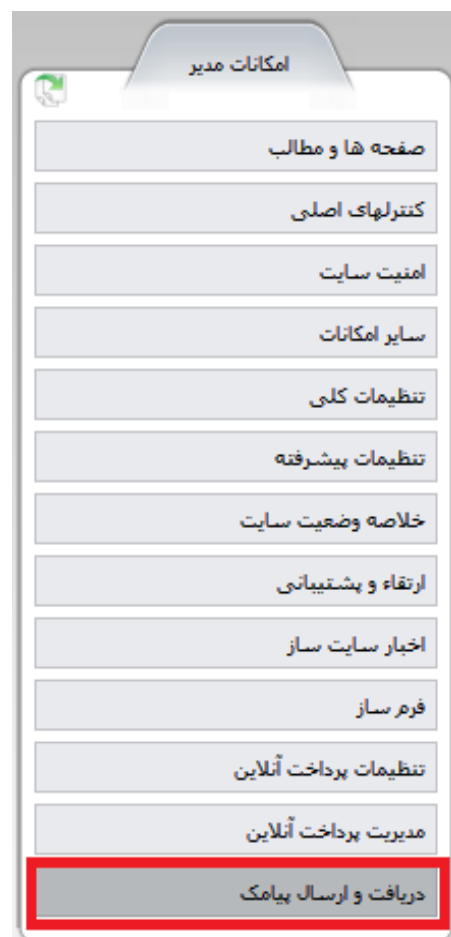 امکانات مدیر
صفحه ها و مطالب
کنترلهای اصلی
امنیت سایت
سایر امکانات
تنظیمات کلی
تنظیمات پیشرفته
خلاصه وضعیت سایت
ارتقاء و پشتیبانی
اخبار سایت ساز
فرم ساز
تنظیمات پرداخت آنلاین
مدیریت پرداخت آنلاین
دریافت و ارسال پیامک